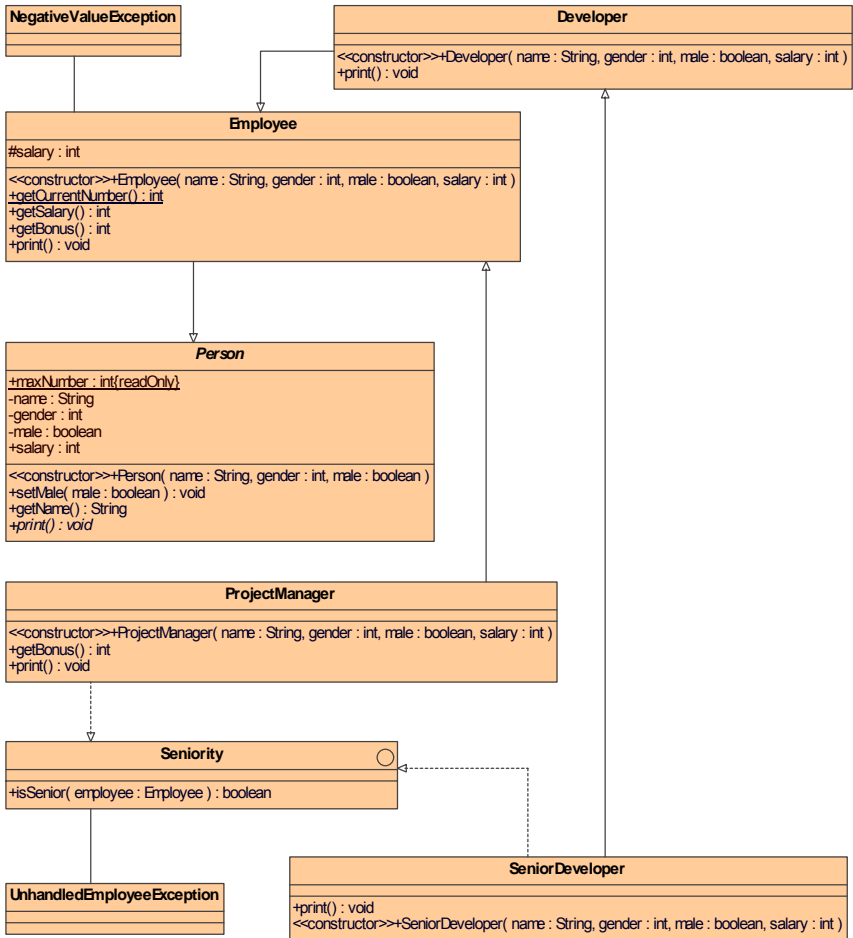 NegativeValueException
Developer
<<constructor>>+Developer( name : String, gender : int, male : boolean, salary : int )
+print() : void
Employee
#salary : int
<<constructor>>+Employee( name : String, gender : int, male : boolean, salary : int )
+getCurrentNumber() : int
+getSalary() : int
+getBonus() : int
+print() : void
Person
+maxNumber : int{readOnly}
-name : String
-gender : int
-male : boolean
+salary : int
<<constructor>>+Person( name : String, gender : int, male : boolean )
+setMale( male : boolean ) : void
+getName() : String
+print() : void
ProjectManager
<<constructor>>+ProjectManager( name : String, gender : int, male : boolean, salary : int )
+getBonus() : int
+print() : void
Seniority
+isSenior( employee : Employee ) : boolean
UnhandledEmployeeException
SeniorDeveloper
+print() : void
<<constructor>>+SeniorDeveloper( name : String, gender : int, male : boolean, salary : int )